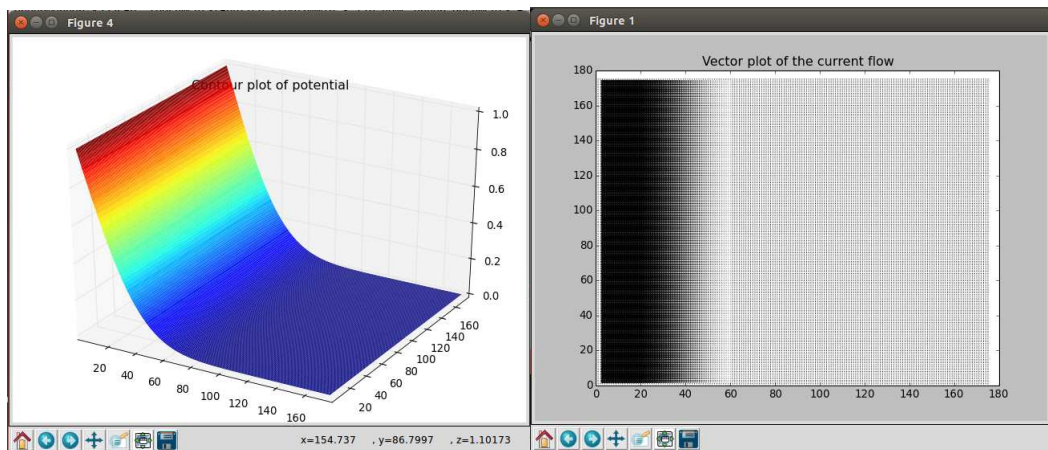 Figure 4
Contour plot of potential
1.0
0.8
0.6
0.4
0.2
0.0
20 40 60 80 100 120 140 160
20 40 60 80 100 120 140 160
x=154.737 , y=86.7997 , z=1.10173
Figure 1
Vector plot of the current flow
180
160
140
120
100
80
60
40
20
0
0 20 40 60 80 100 120 140 160 180